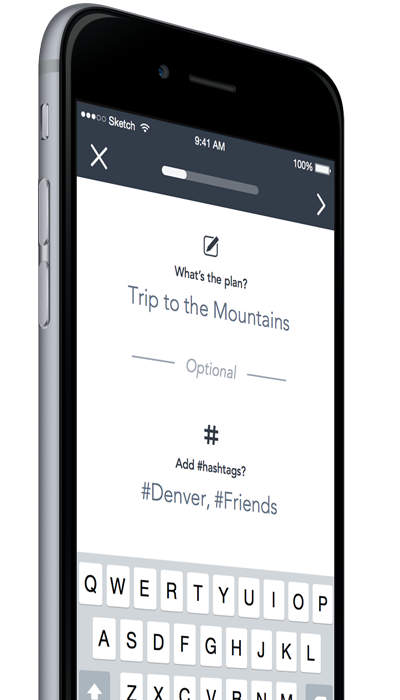 Sketch 9:41 AM 100%
What's the plan?
Trip to the Mountains
Optional
#
Add #hashtags?
#Denver, #Friends
Q W E R T Y U I O P
A S D F G H J K L
Z X C V B N M